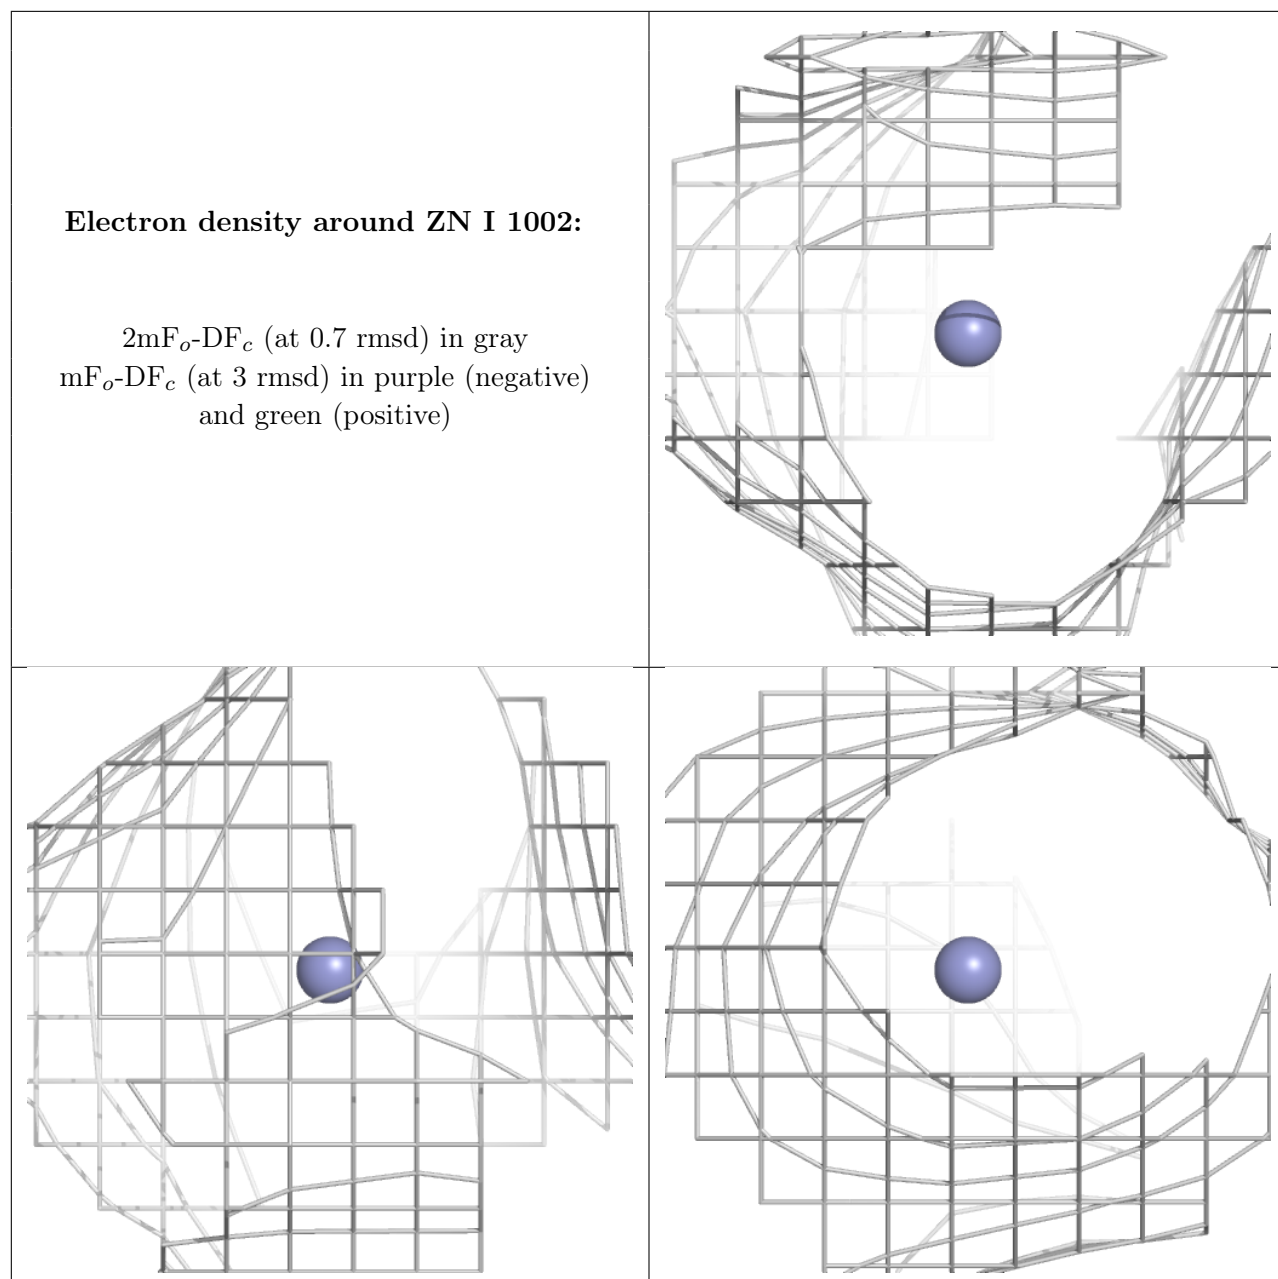 Electron density around ZN I 1002:
2mFo-DFc (at 0.7 rmsd) in gray
mFo-DFc (at 3 rmsd) in purple (negative)
and green (positive)